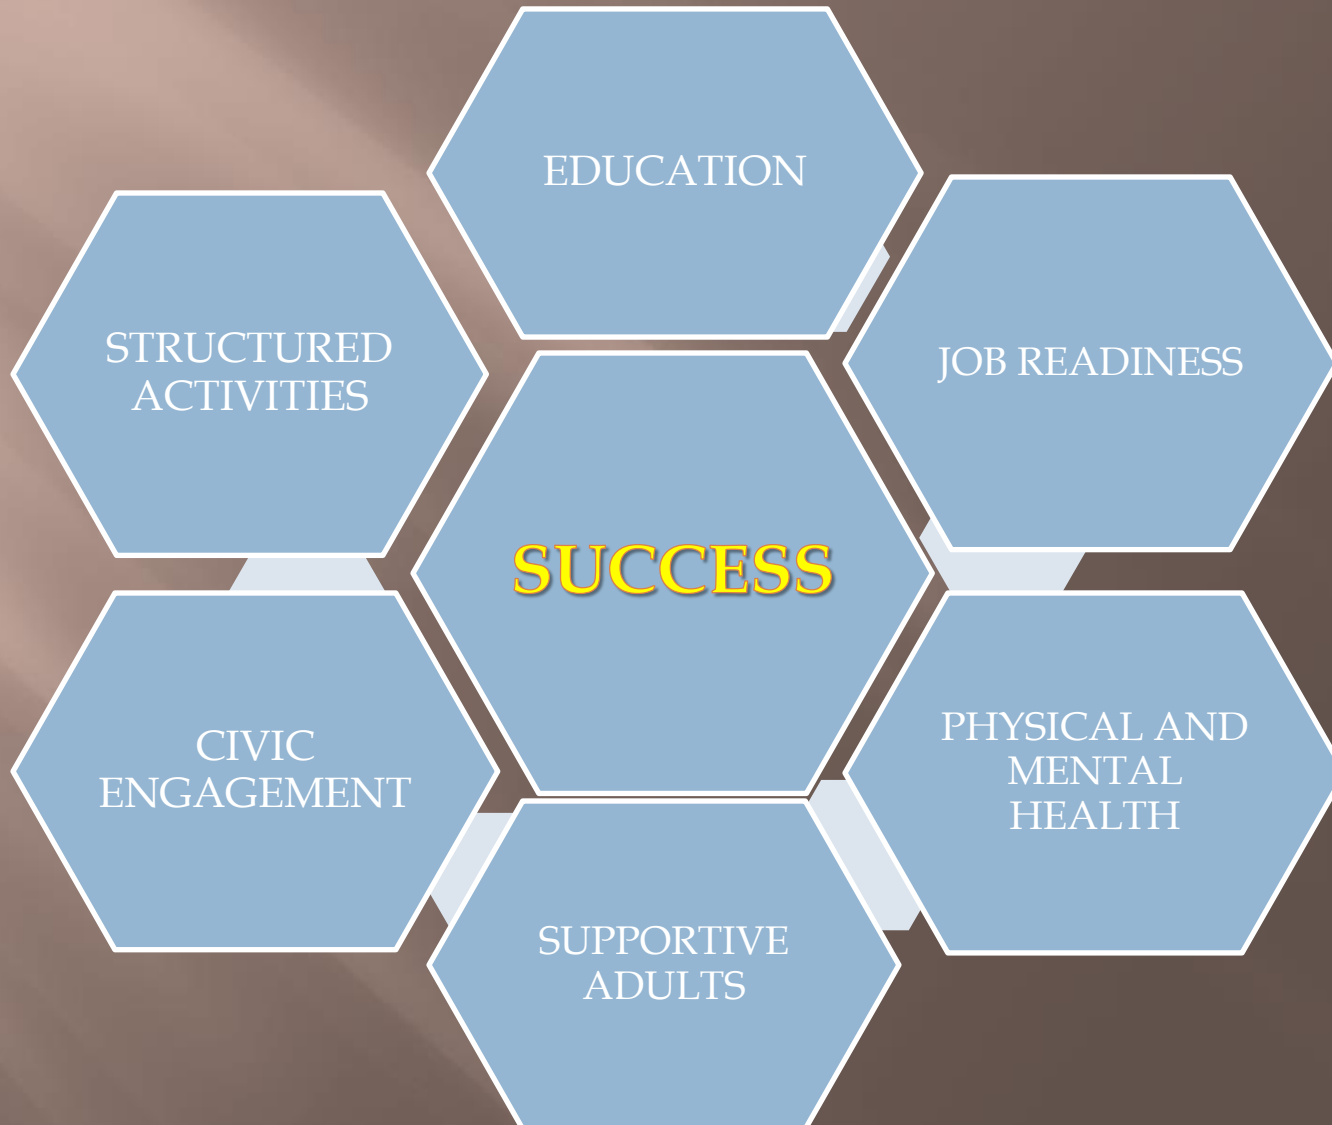 EDUCATION
STRUCTURED
ACTIVITIES
JOB READINESS
SUCCESS
CIVIC
ENGAGEMENT
PHYSICAL AND
MENTAL
HEALTH
SUPPORTIVE
ADULTS